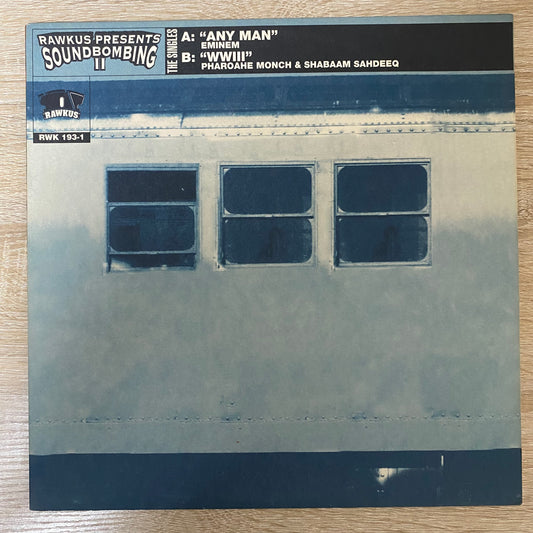 RAWKUS PRESENTS
SOUNDBOMBING
II
THE SINGLES
A: “ANY MAN”
EMINEM
B: “WWIII”
PHAROAHE MONCH & SHABAAM SAHDEEQ
RAWKUS
RWK 193-1